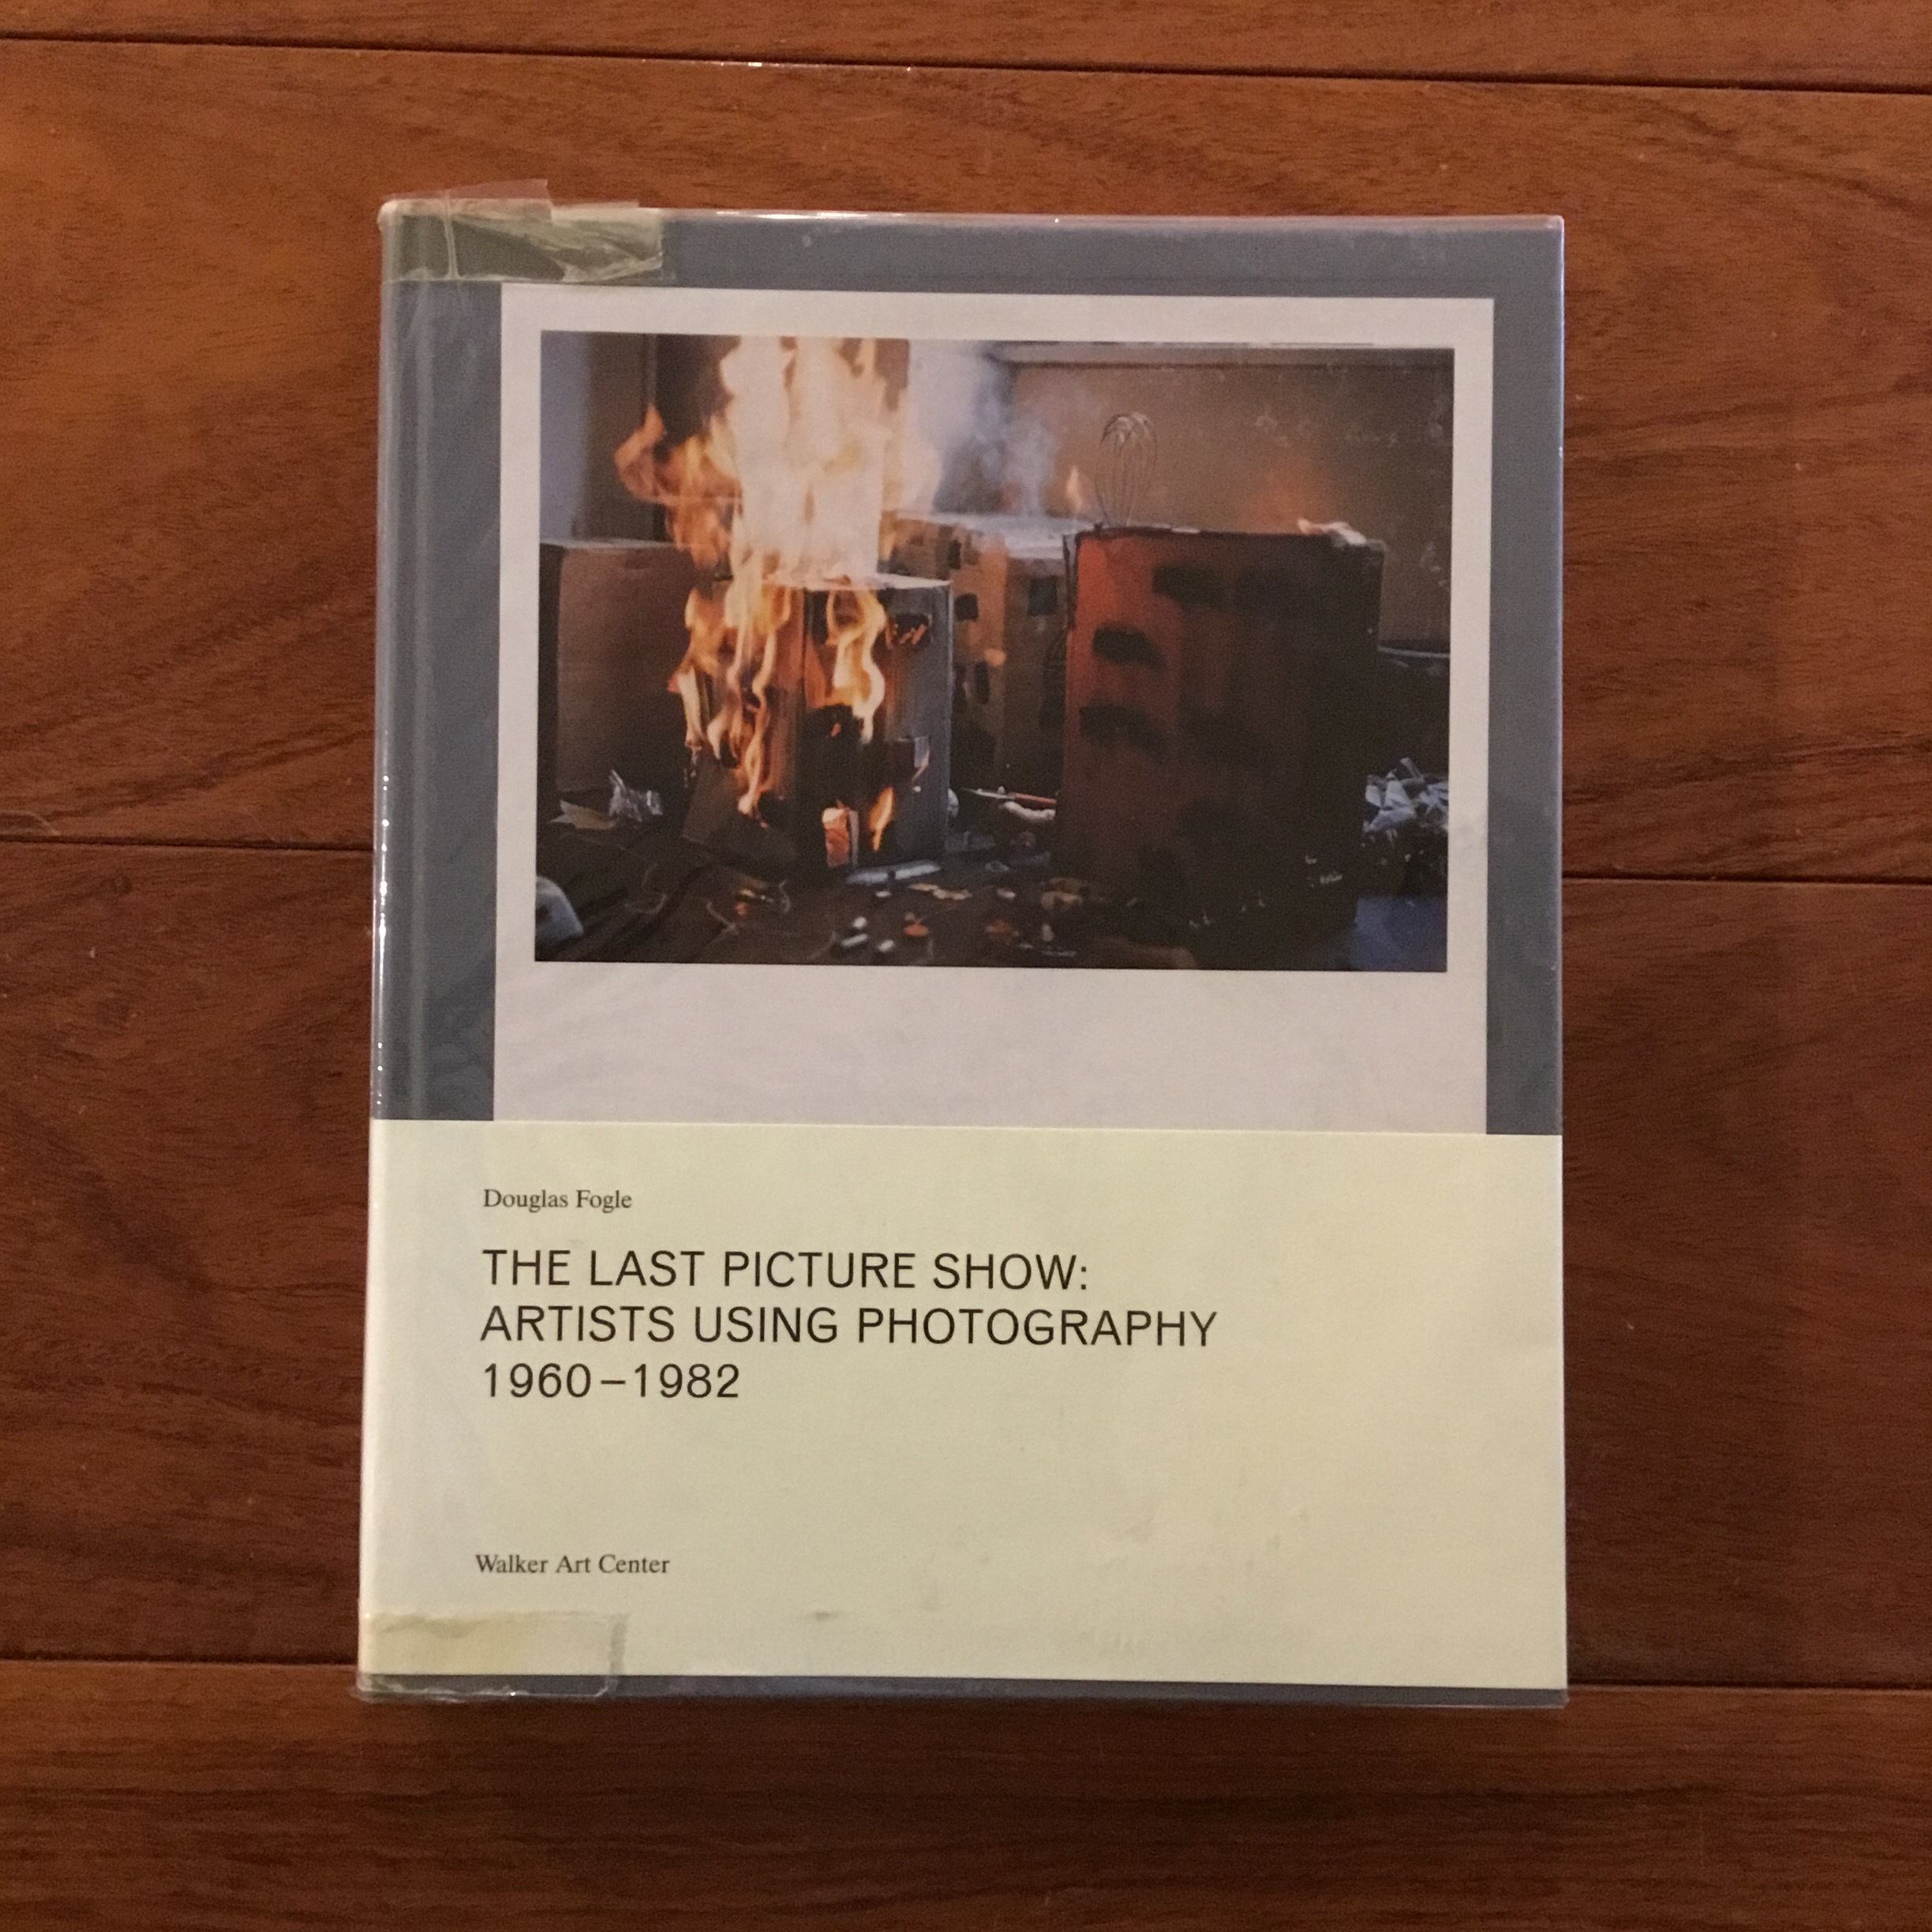 Douglas Fogle
THE LAST PICTURE SHOW:
ARTISTS USING PHOTOGRAPHY
1960–1982
Walker Art Center